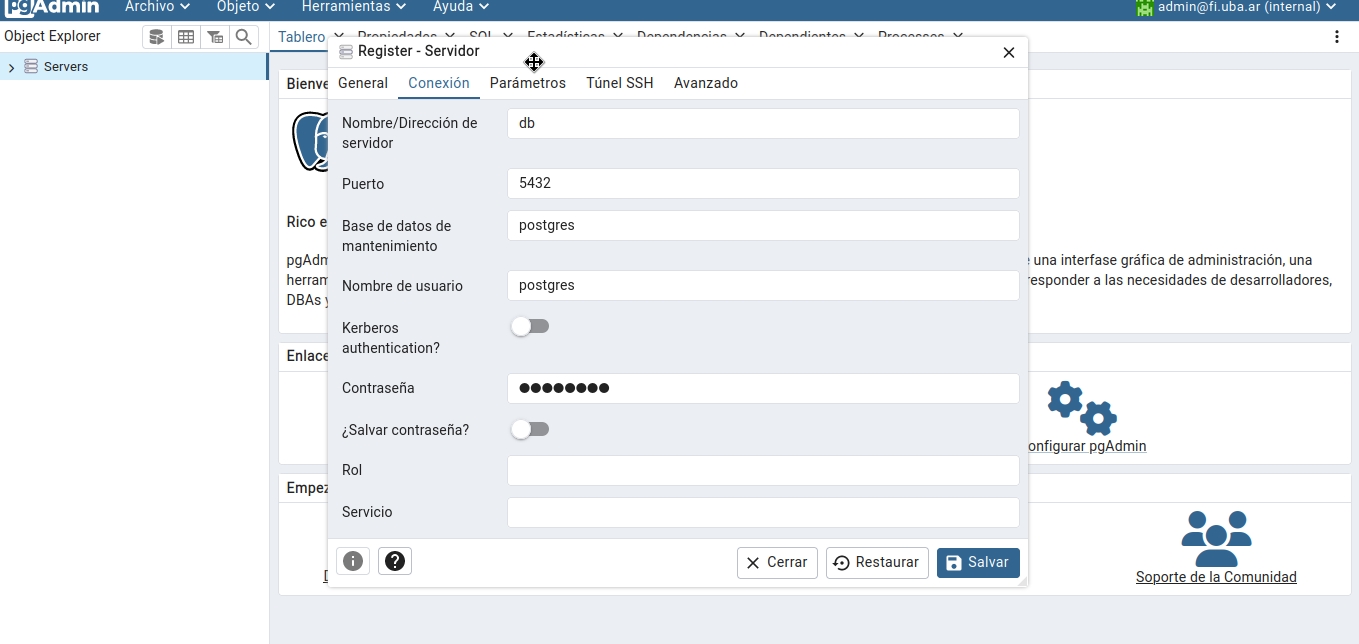 pgAdmin
Archivo
Objeto
Herramientas
Ayuda
admin@fi.uba.ar (internal)
Object Explorer
Tablero
Propiedades
SQL
Estadísticas
Dependencias
Dependientes
Procesos
Servers
Register - Servidor
General
Conexión
Parámetros
Túnel SSH
Avanzado
Nombre/Dirección de
servidor
db
Puerto
5432
Base de datos de
mantenimiento
postgres
Nombre de usuario
postgres
Kerberos
authentication?
Contraseña
●●●●●●●●
¿Salvar contraseña?
Rol
Servicio
Cerrar
Restaurar
Salvar
Bienve
Rico e
pgAdm
una interfase gráfica de administración, una
herram
responder a las necesidades de desarrolladores,
DBAs y
Enlace
onfigurar pgAdmin
Empez
Soporte de la Comunidad